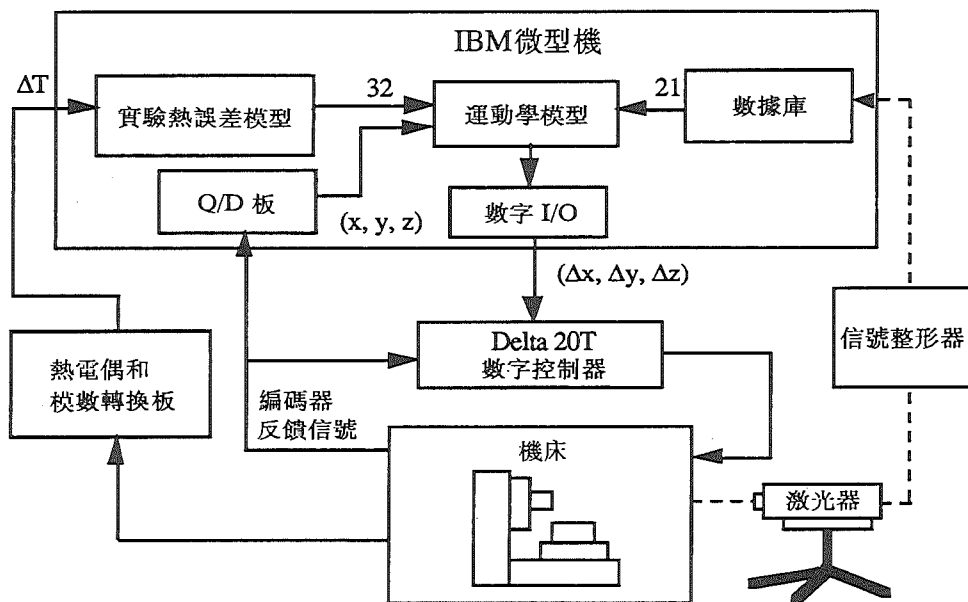 IBM微型機
ΔT
實驗熱誤差模型
32
運動學模型
21
數據庫
Q/D 板
(x, y, z)
數字 I/O
(Δx, Δy, Δz)
Delta 20T
數字控制器
信號整形器
熱電偶和
模數轉換板
編碼器
反饋信號
機床
激光器